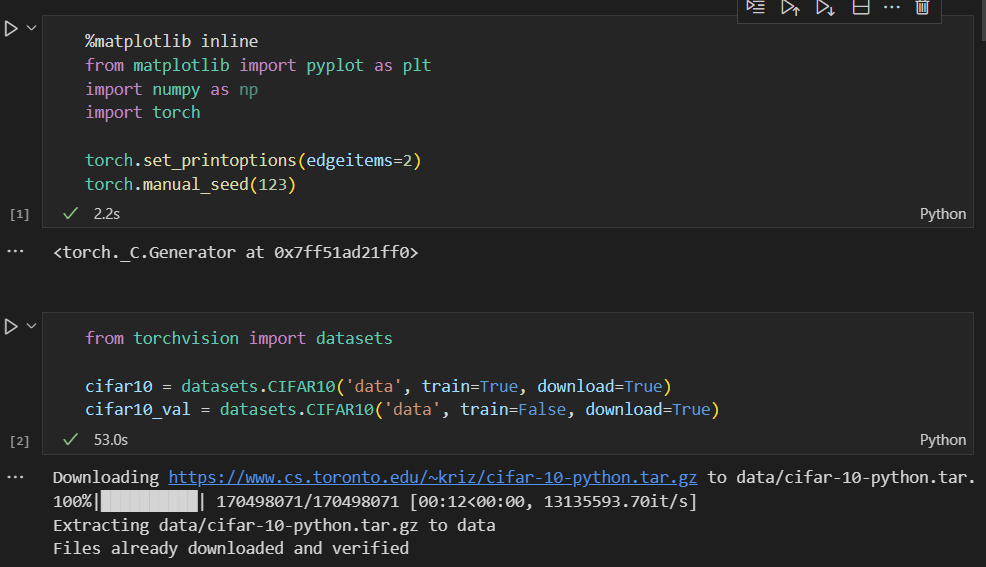 %matplotlib inline
from matplotlib import pyplot as plt
import numpy as np
import torch
torch.set_printoptions(edgeitems=2)
torch.manual_seed(123)
[1]
2.2s
Python
<torch._C.Generator at 0x7ff51ad21ff0>
from torchvision import datasets
cifar10 = datasets.CIFAR10('data', train=True, download=True)
cifar10_val = datasets.CIFAR10('data', train=False, download=True)
[2]
53.0s
Python
Downloading https://www.cs.toronto.edu/~kriz/cifar-10-python.tar.gz to data/cifar-10-python.tar.
100%|██████████| 170498071/170498071 [00:12<00:00, 13135593.70it/s]
Extracting data/cifar-10-python.tar.gz to data
Files already downloaded and verified